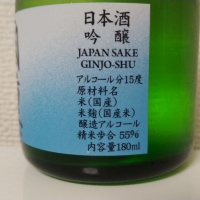 日本酒
吟醸
JAPAN SAKE
GINJO-SHU
アルコール分15度
原材料名
米(国産)
米麹(国産米)
醸造アルコール
精米歩合 55%
内容量180ml